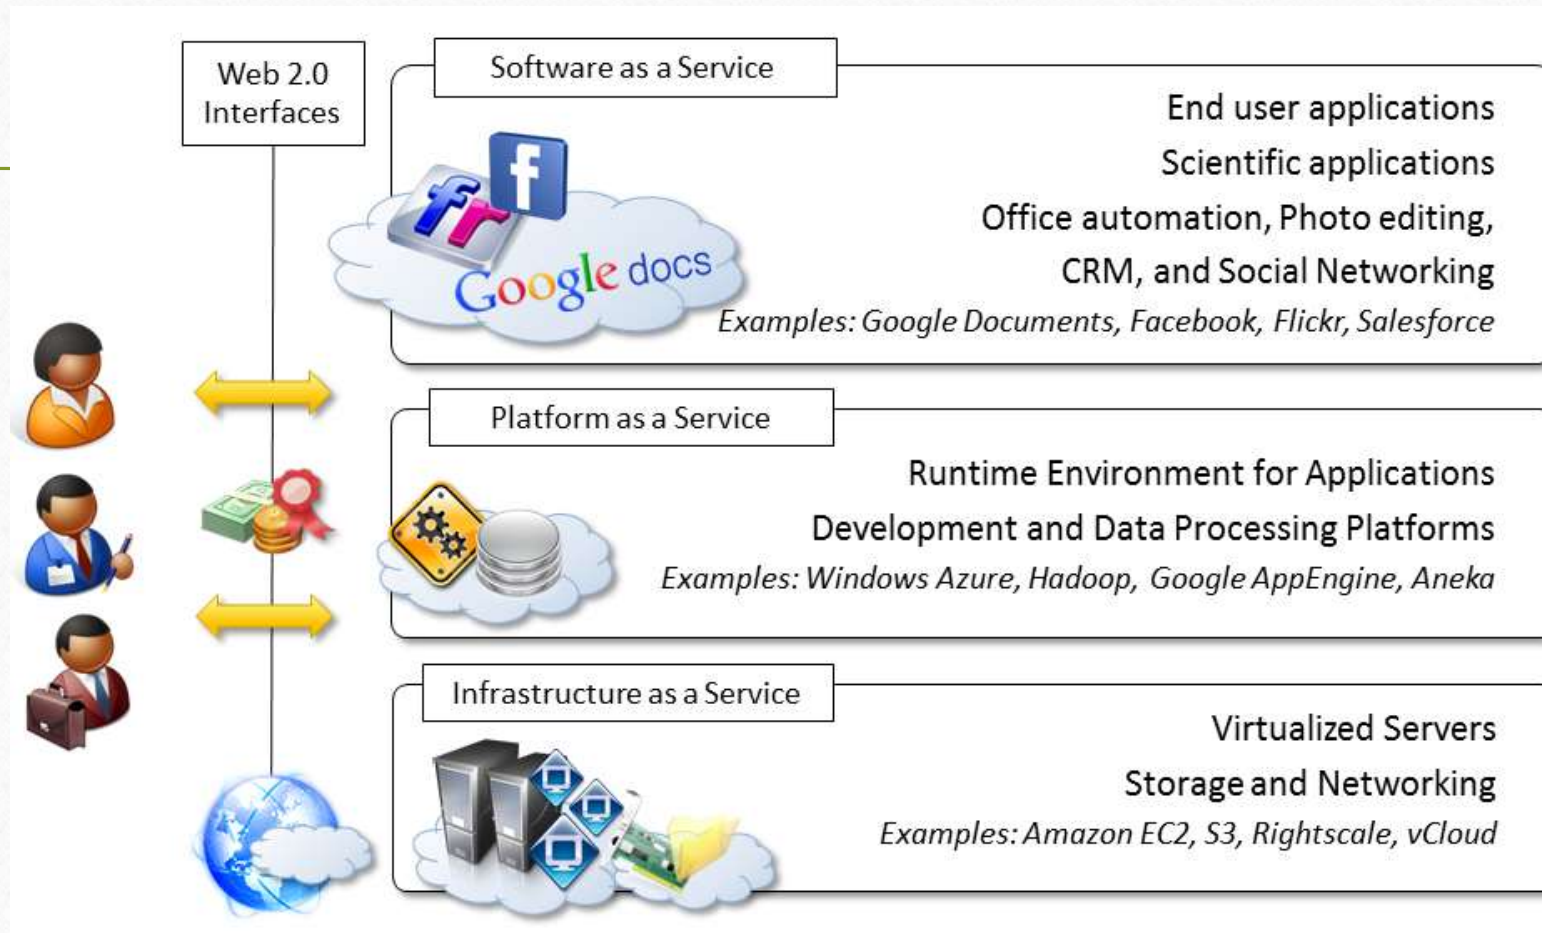 Web 2.0
Interfaces
Software as a Service
End user applications
Scientific applications
Office automation, Photo editing,
CRM, and Social Networking
Examples: Google Documents, Facebook, Flickr, Salesforce
f
fr
Google docs
Platform as a Service
Runtime Environment for Applications
Development and Data Processing Platforms
Examples: Windows Azure, Hadoop, Google AppEngine, Aneka
Infrastructure as a Service
Virtualized Servers
Storage and Networking
Examples: Amazon EC2, S3, Rightscale, vCloud